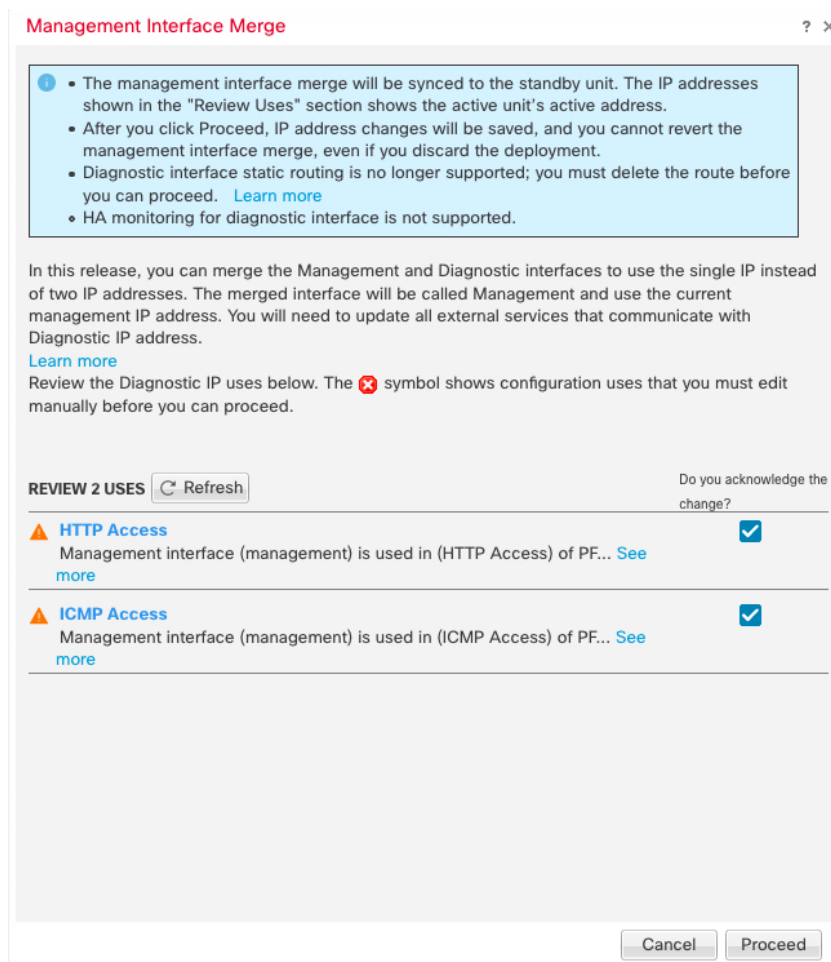 Management Interface Merge ? ×
• The management interface merge will be synced to the standby unit. The IP addresses
shown in the "Review Uses" section shows the active unit's active address.
• After you click Proceed, IP address changes will be saved, and you cannot revert the
management interface merge, even if you discard the deployment.
• Diagnostic interface static routing is no longer supported; you must delete the route before
you can proceed. Learn more
• HA monitoring for diagnostic interface is not supported.
In this release, you can merge the Management and Diagnostic interfaces to use the single IP instead
of two IP addresses. The merged interface will be called Management and use the current
management IP address. You will need to update all external services that communicate with
Diagnostic IP address.
Learn more
Review the Diagnostic IP uses below. The symbol shows configuration uses that you must edit
manually before you can proceed.
REVIEW 2 USES Refresh
Do you acknowledge the
change?
HTTP Access
Management interface (management) is used in (HTTP Access) of PF... See
more
ICMP Access
Management interface (management) is used in (ICMP Access) of PF... See
more
Cancel Proceed